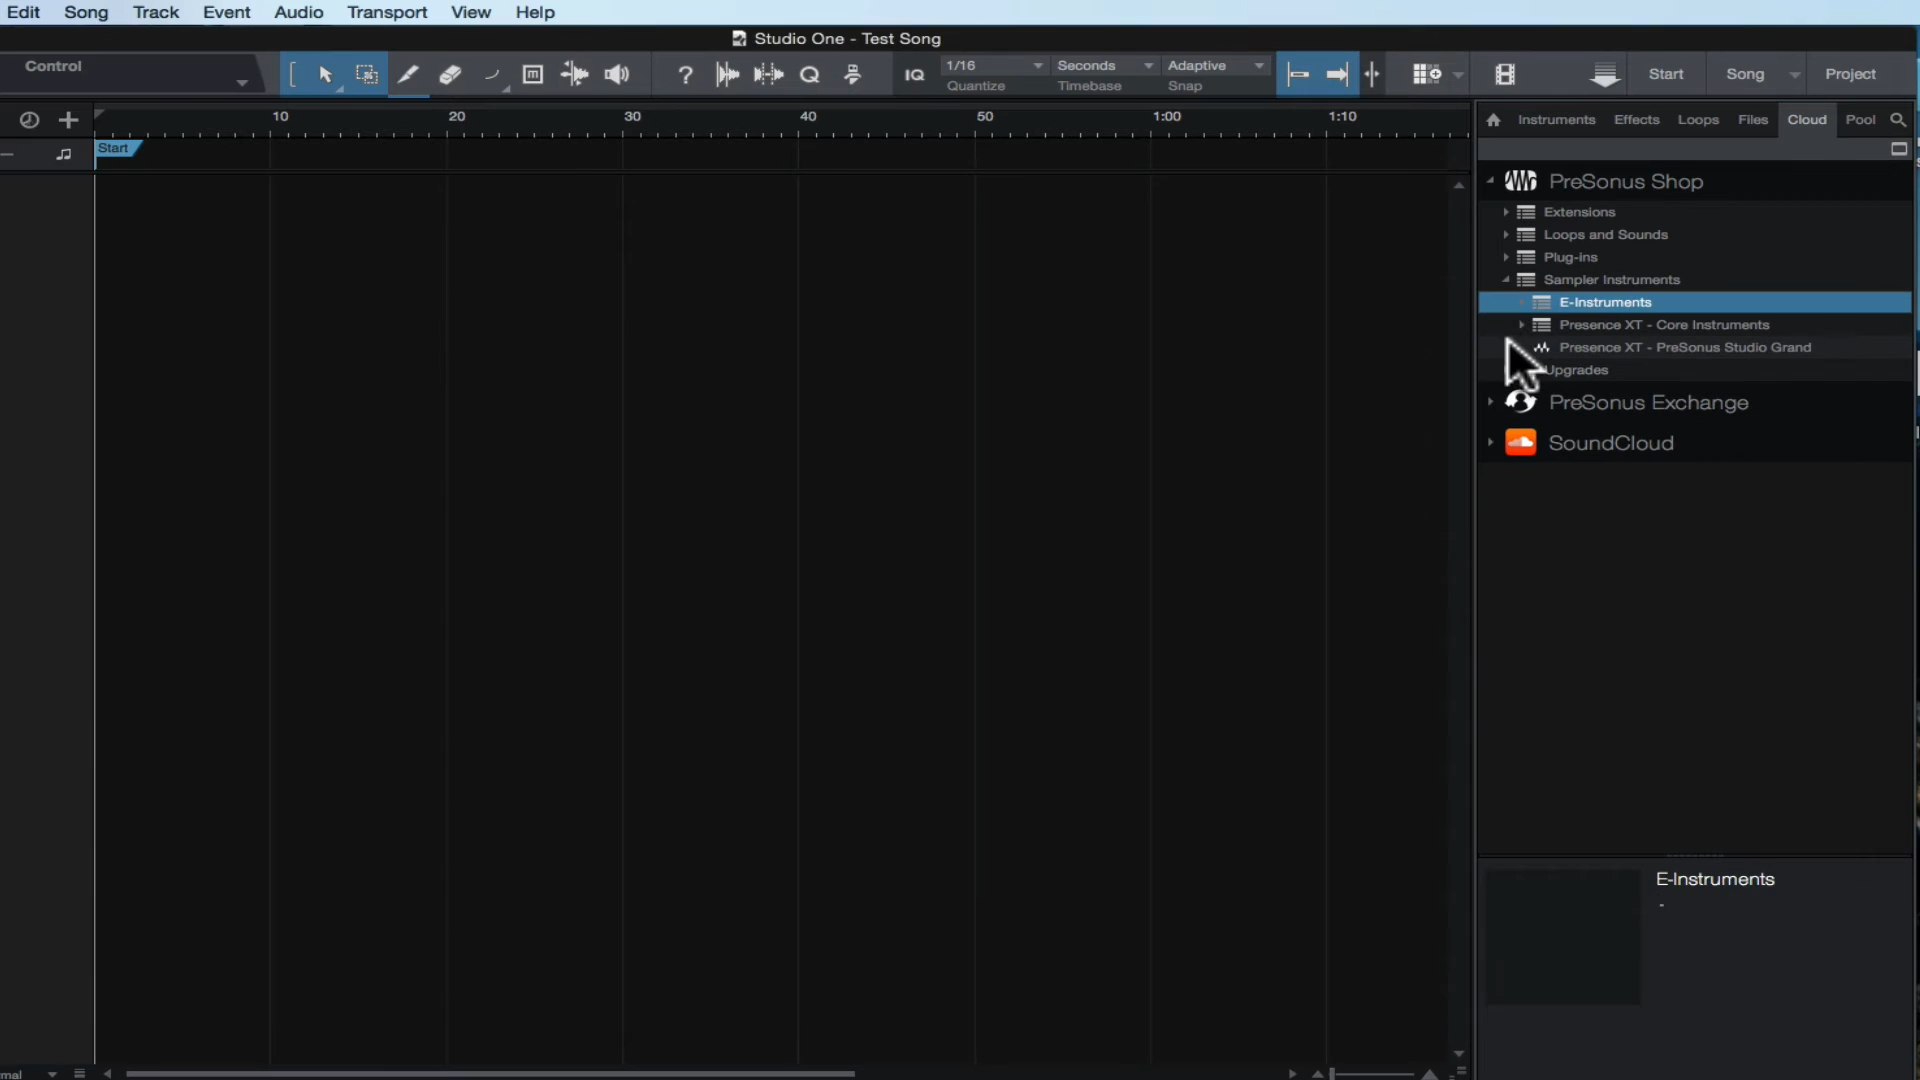 Edit Song Track Event Audio Transport View Help
Studio One - Test Song
Control
1/16 Seconds Adaptive
IQ Start Song Project
Quantize Timebase Snap
10 20 30 40 50 1:00 1:10
Instruments Effects Loops Files Cloud Pool
Start
PreSonus Shop
Extensions
Loops and Sounds
Plug-ins
Sampler Instruments
E-Instruments
Presence XT - Core Instruments
Presence XT - PreSonus Studio Grand
Upgrades
PreSonus Exchange
SoundCloud
E-Instruments
-